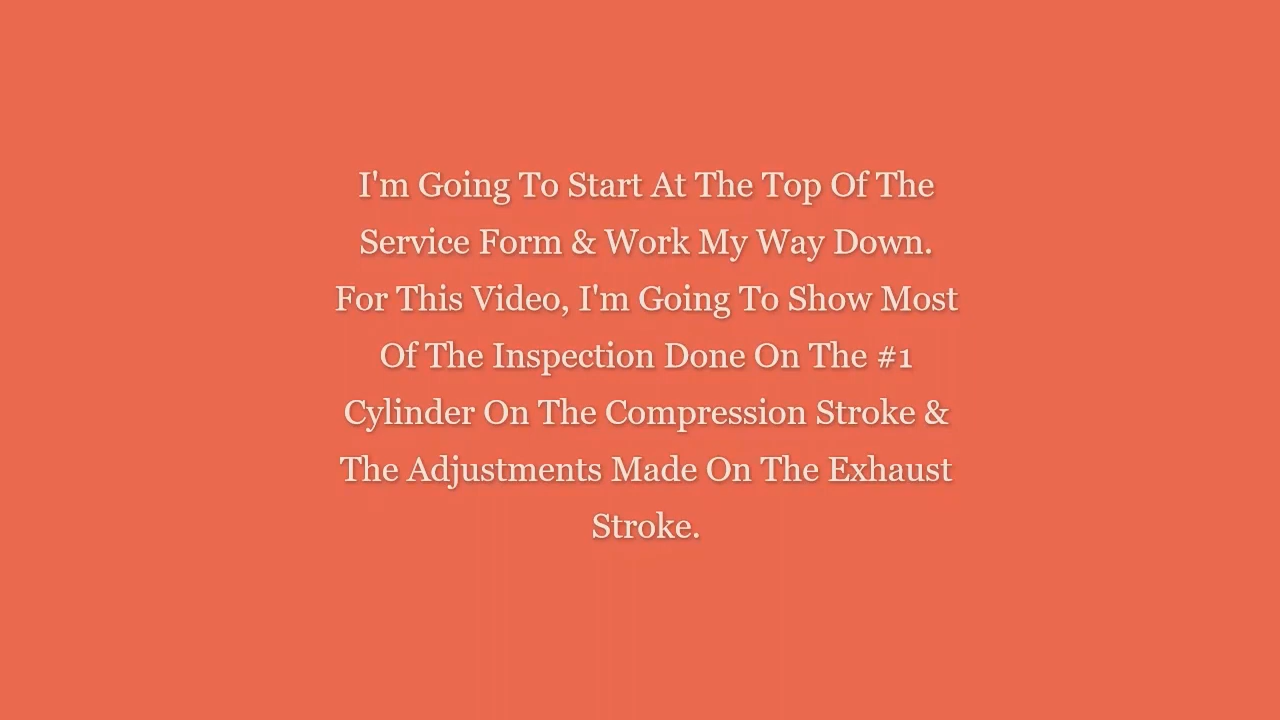 I'm Going To Start At The Top Of The
Service Form & Work My Way Down.
For This Video, I'm Going To Show Most
Of The Inspection Done On The #1
Cylinder On The Compression Stroke &
The Adjustments Made On The Exhaust
Stroke.